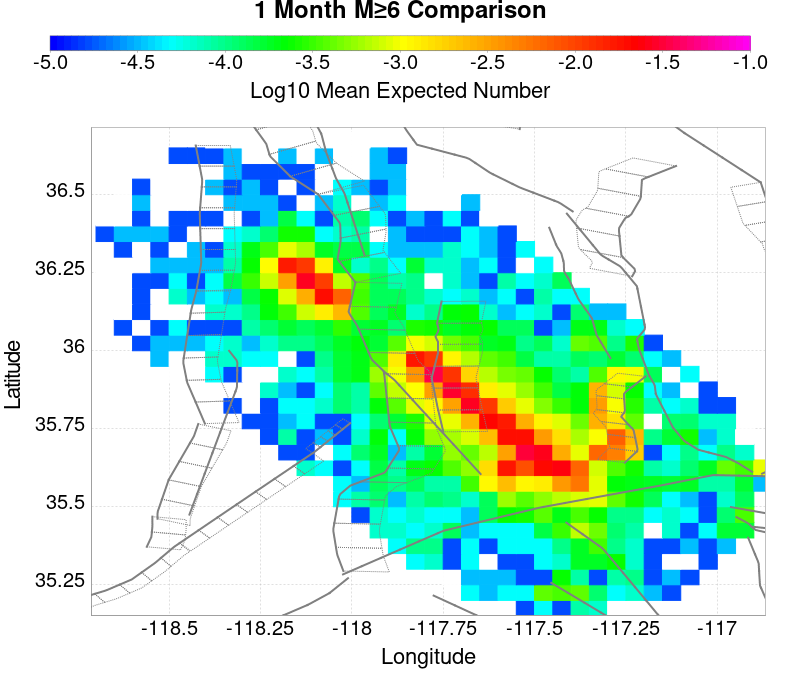 1 Month M≥6 Comparison
-5.0 -4.5 -4.0 -3.5 -3.0 -2.5 -2.0 -1.5 -1.0
Log10 Mean Expected Number
36.5
36.25
36
35.75
35.5
35.25
Latitude
-118.5 -118.25 -118 -117.75 -117.5 -117.25 -117
Longitude